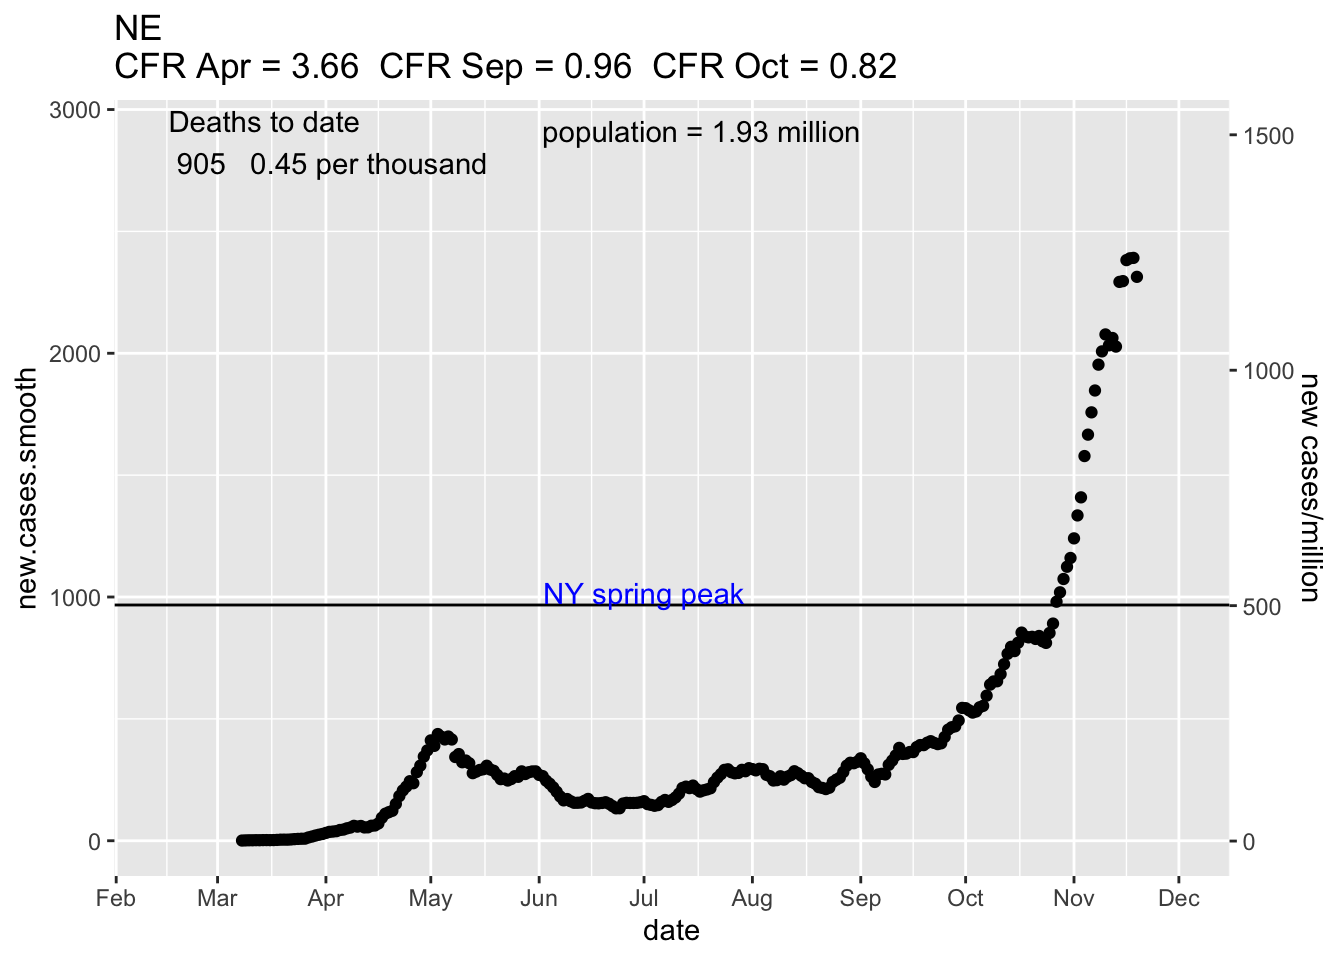 NE
CFR Apr = 3.66  CFR Sep = 0.96  CFR Oct = 0.82
Deaths to date
905   0.45 per thousand
population = 1.93 million
NY spring peak
new.cases.smooth
3000
2000
1000
0
1500
1000
500
0
new cases/million
Feb Mar Apr May Jun Jul Aug Sep Oct Nov Dec
date